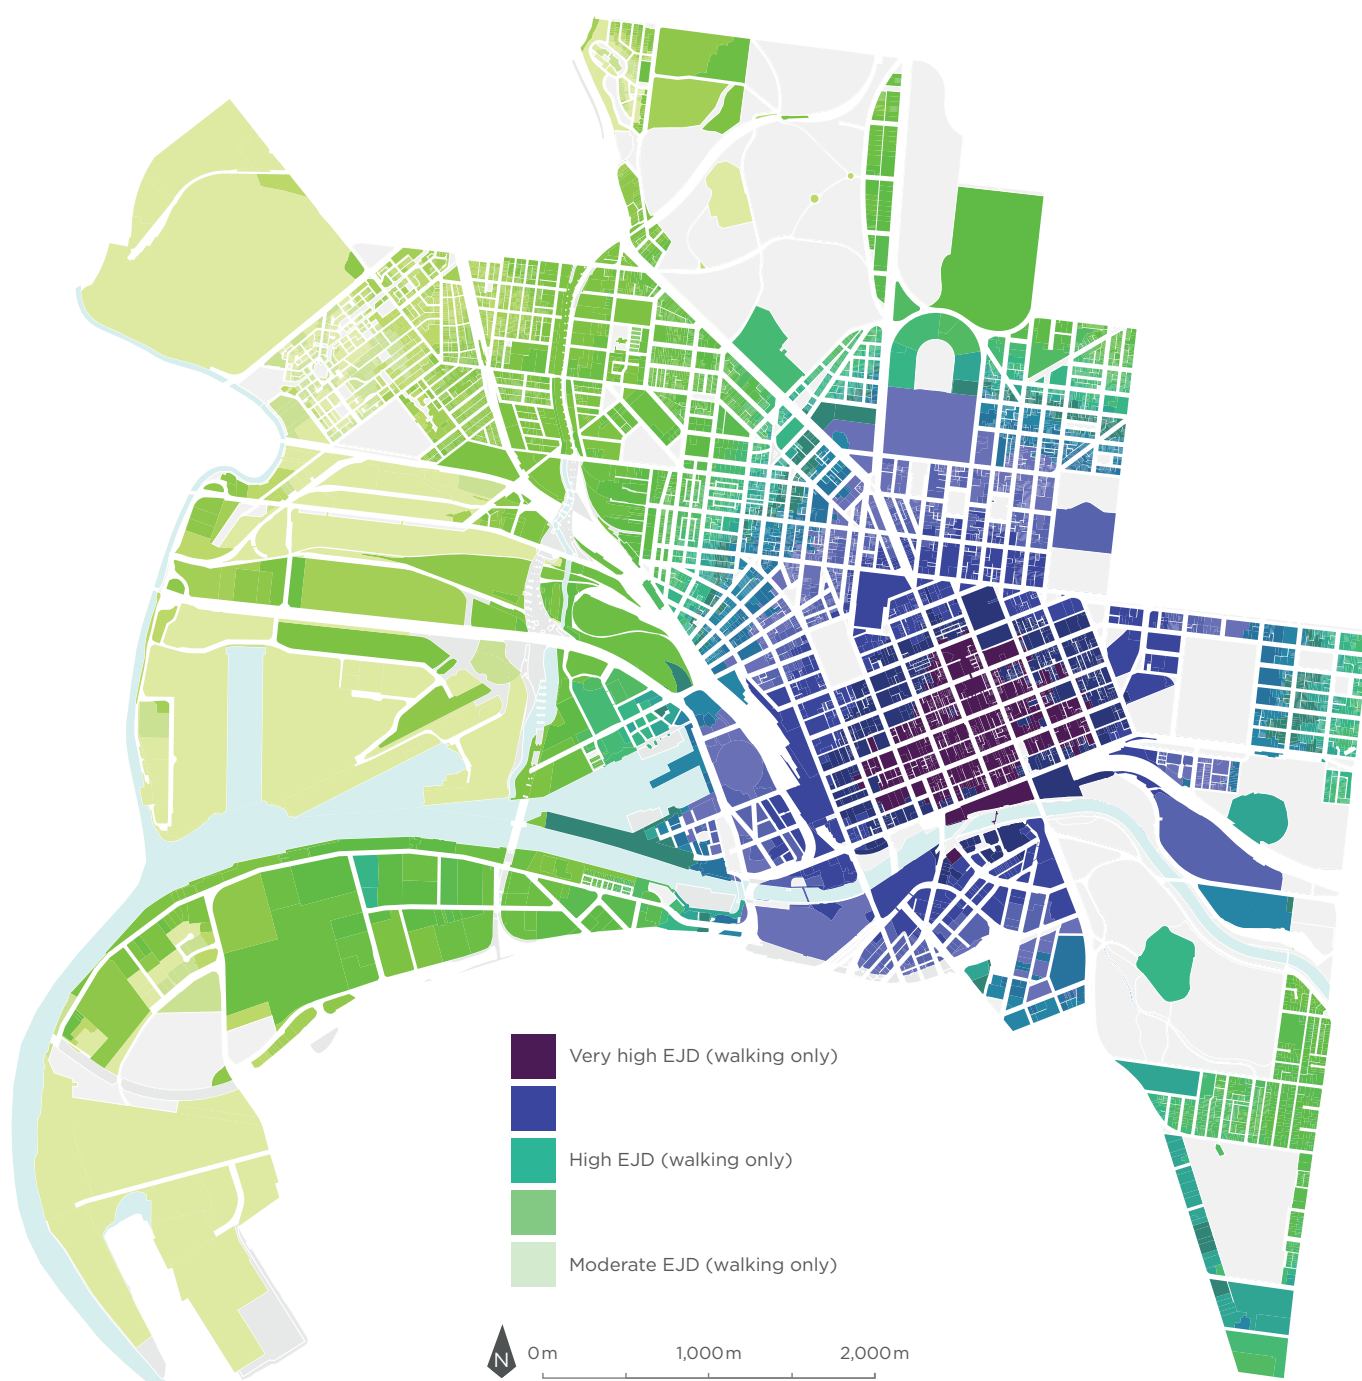 Very high EJD (walking only)
High EJD (walking only)
Moderate EJD (walking only)
N
0m 1,000m 2,000m